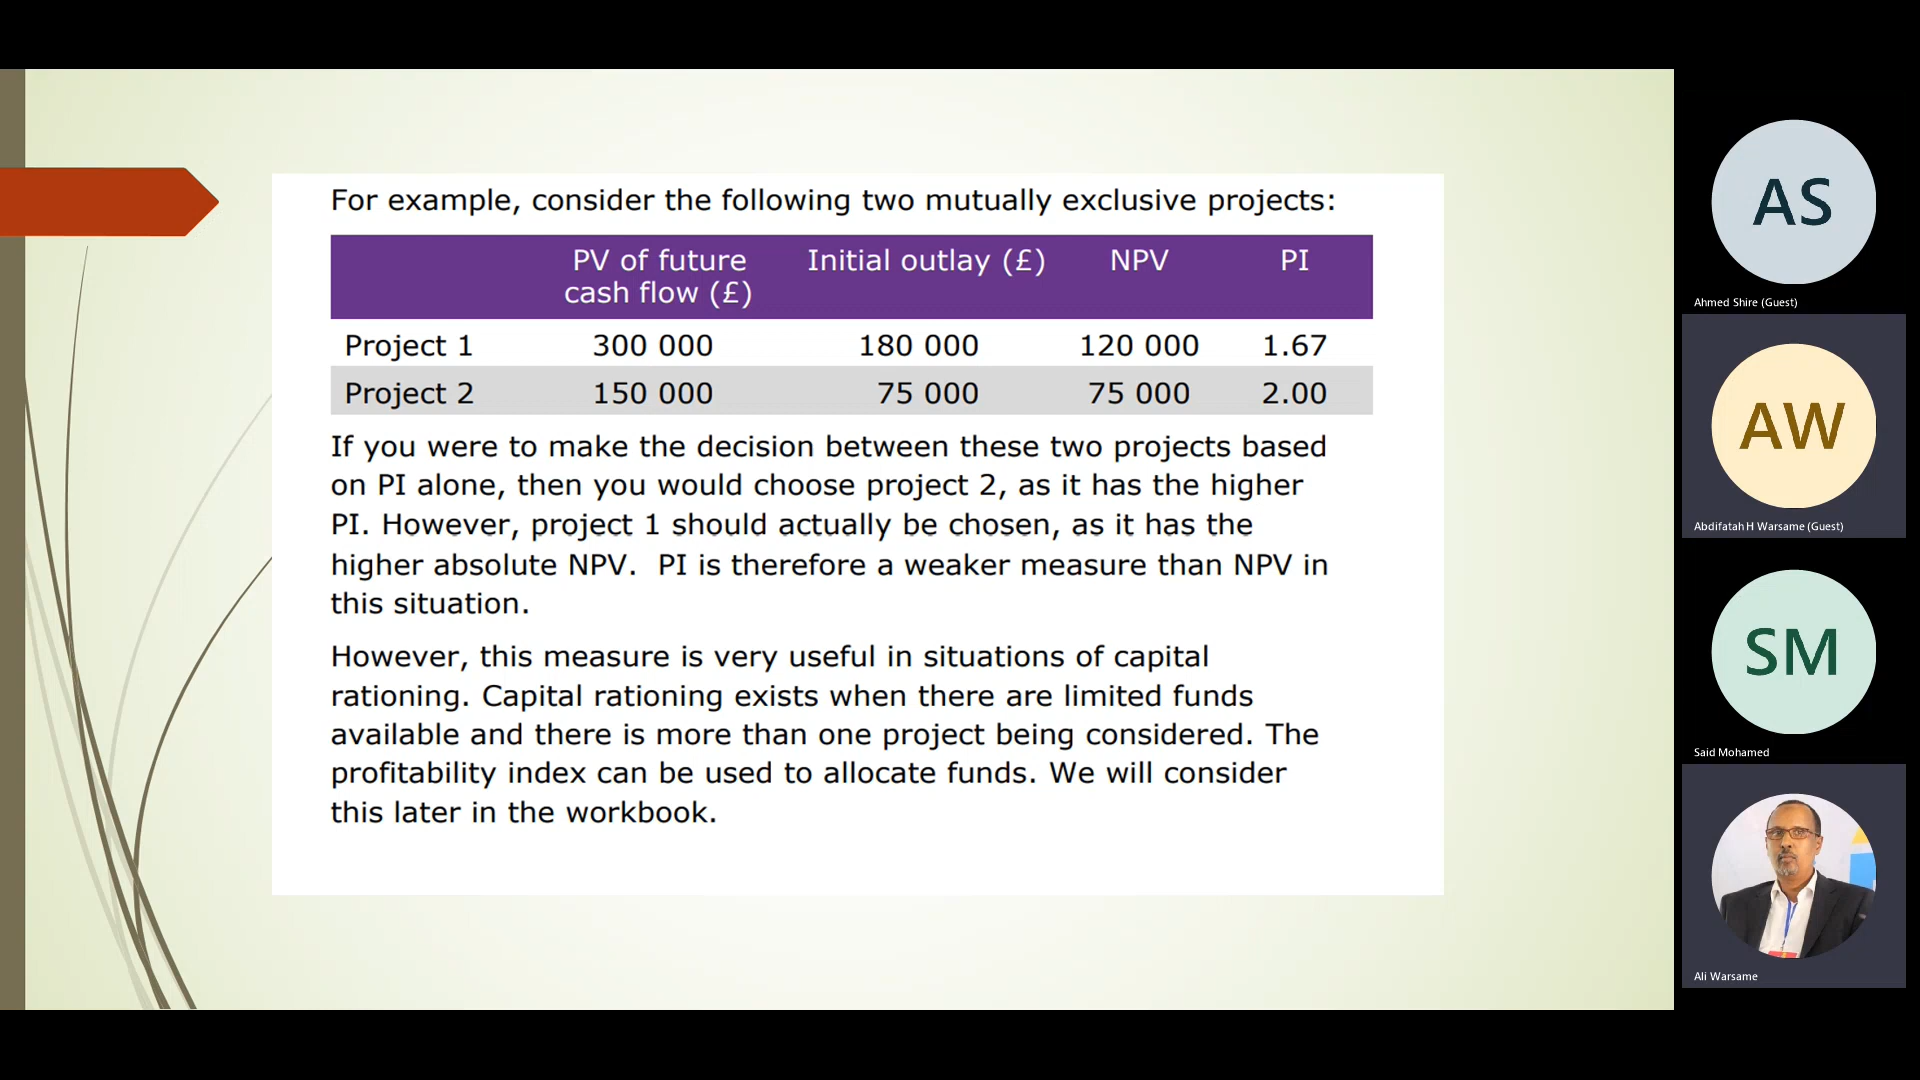 For example, consider the following two mutually exclusive projects:
PV of future cash flow (£) Initial outlay (£) NPV PI
Project 1 300 000 180 000 120 000 1.67
Project 2 150 000 75 000 75 000 2.00
If you were to make the decision between these two projects based
on PI alone, then you would choose project 2, as it has the higher
PI. However, project 1 should actually be chosen, as it has the
higher absolute NPV. PI is therefore a weaker measure than NPV in
this situation.
However, this measure is very useful in situations of capital
rationing. Capital rationing exists when there are limited funds
available and there is more than one project being considered. The
profitability index can be used to allocate funds. We will consider
this later in the workbook.
AS
Ahmed Shire (Guest)
AW
Abdifatah H Warsame (Guest)
SM
Said Mohamed
Ali Warsame